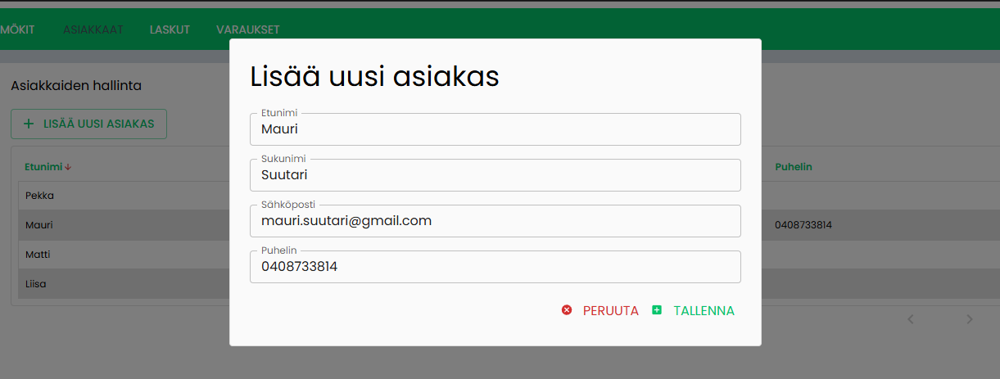 MÖKIT ASIAKKAAT LASKUT VARAUKSET
Asiakkaiden hallinta
LISÄÄ UUSI ASIAKAS
Etunimi Puhelin
Pekka
Mauri 0408733814
Matti
Liisa
Lisää uusi asiakas
Etunimi
Mauri
Sukunimi
Suutari
Sähköposti
mauri.suutari@gmail.com
Puhelin
0408733814
PERUUTA TALLENNA